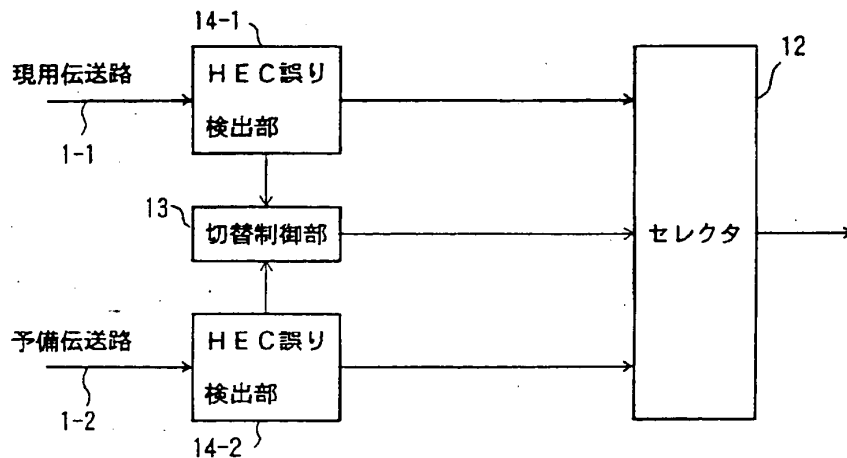 14-1
現用伝送路
HEC誤り
検出部
12
1-1
13
切替制御部
セレクタ
予備伝送路
HEC誤り
検出部
1-2
14-2